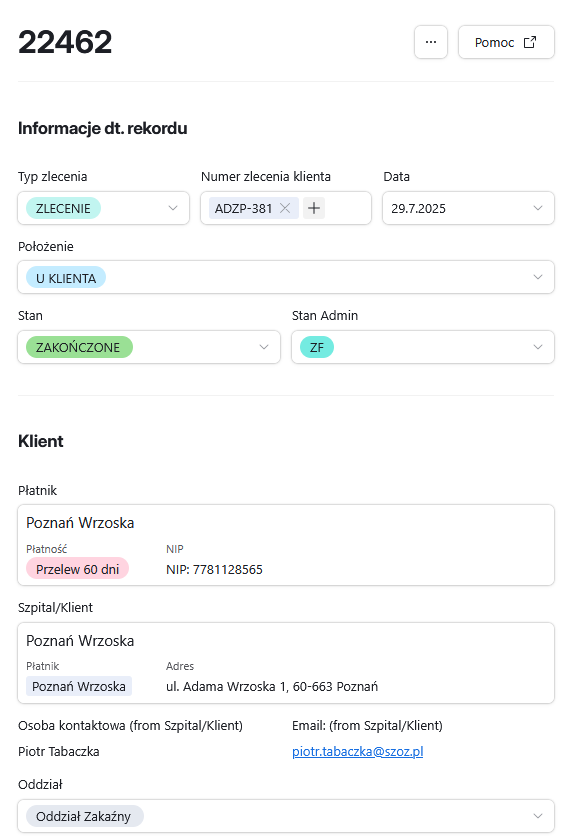 22462
...
Pomoc
Informacje dt. rekordu
Typ zlecenia
Numer zlecenia klienta
Data
ZLECENIE
ADZP-381
29.7.2025
Położenie
U KLIENTA
Stan
Stan Admin
ZAKOŃCZONE
ZF
Klient
Płatnik
Poznań Wrzoska
Płatność
NIP
Przelew 60 dni
NIP: 7781128565
Szpital/Klient
Poznań Wrzoska
Płatnik
Adres
Poznań Wrzoska
ul. Adama Wrzoska 1, 60-663 Poznań
Osoba kontaktowa (from Szpital/Klient)
Email: (from Szpital/Klient)
Piotr Tabaczka
piotr.tabaczka@szoz.pl
Oddział
Oddział Zakaźny